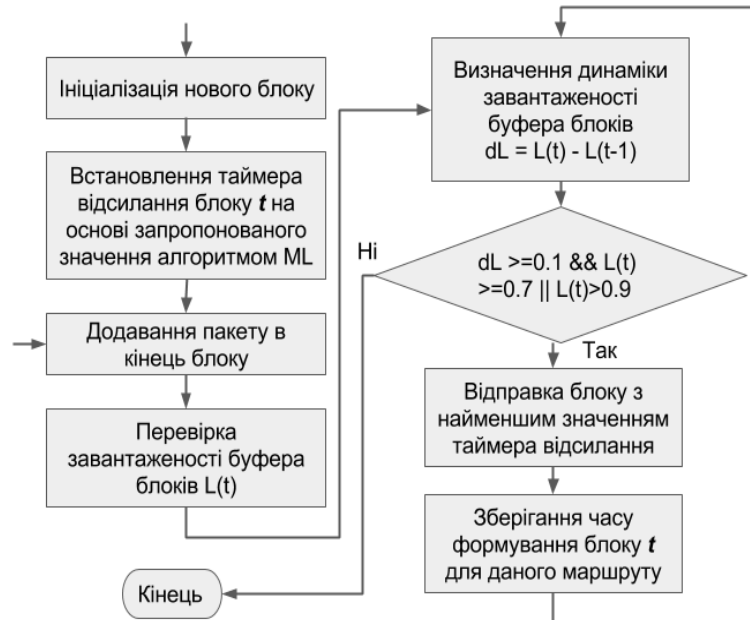 Ініціалізація нового блоку
Встановлення таймера
відсилання блоку t на
основі запропонованого
значення алгоритмом ML
Додавання пакету в
кінець блоку
Перевірка
завантаженості буфера
блоків L(t)
Кінець
Визначення динаміки
завантаженості
буфера блоків
dL = L(t) - L(t-1)
Ні
dL >=0.1 && L(t)
>=0.7 || L(t)>0.9
Так
Відправка блоку з
найменшим значенням
таймера відсилання
Зберігання часу
формування блоку t
для даного маршруту